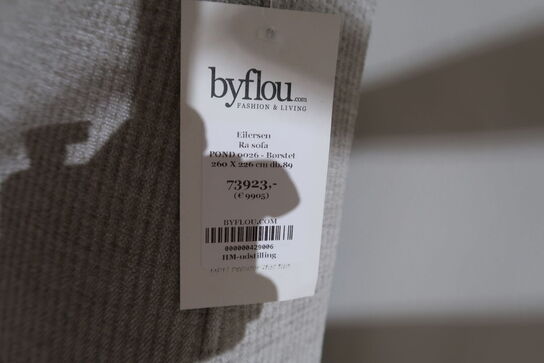 byflou.com
FASHION & LIVING
Eilersen
Ra sofa
POND 0026 - Børstet
260 X 226 cm db.89
73923,-
(€ 9905)
BYFLOU.COM
000000429006
HM-udstilling